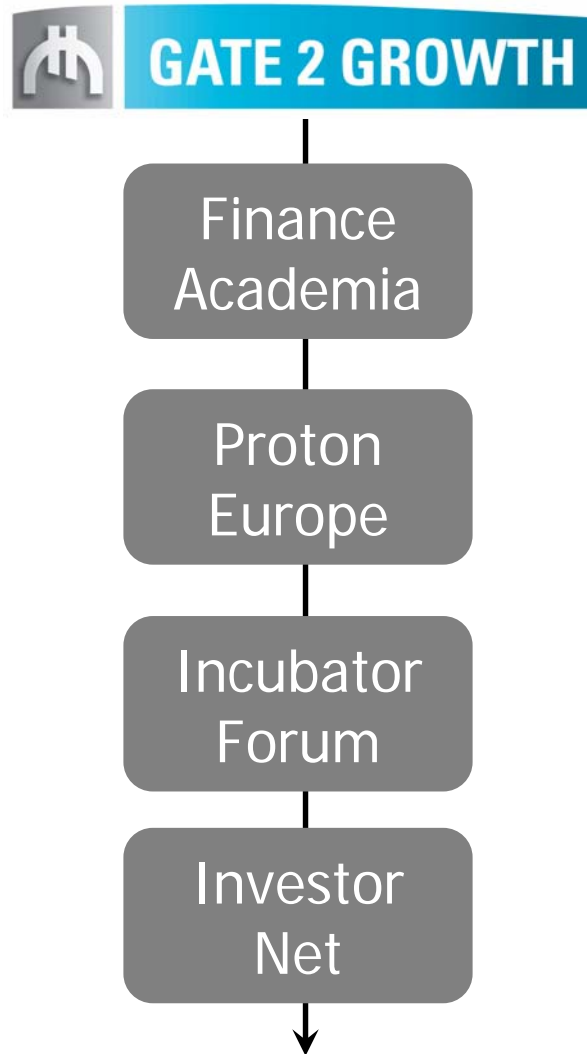 GATE 2 GROWTH
Finance
Academia
Proton
Europe
Incubator
Forum
Investor
Net